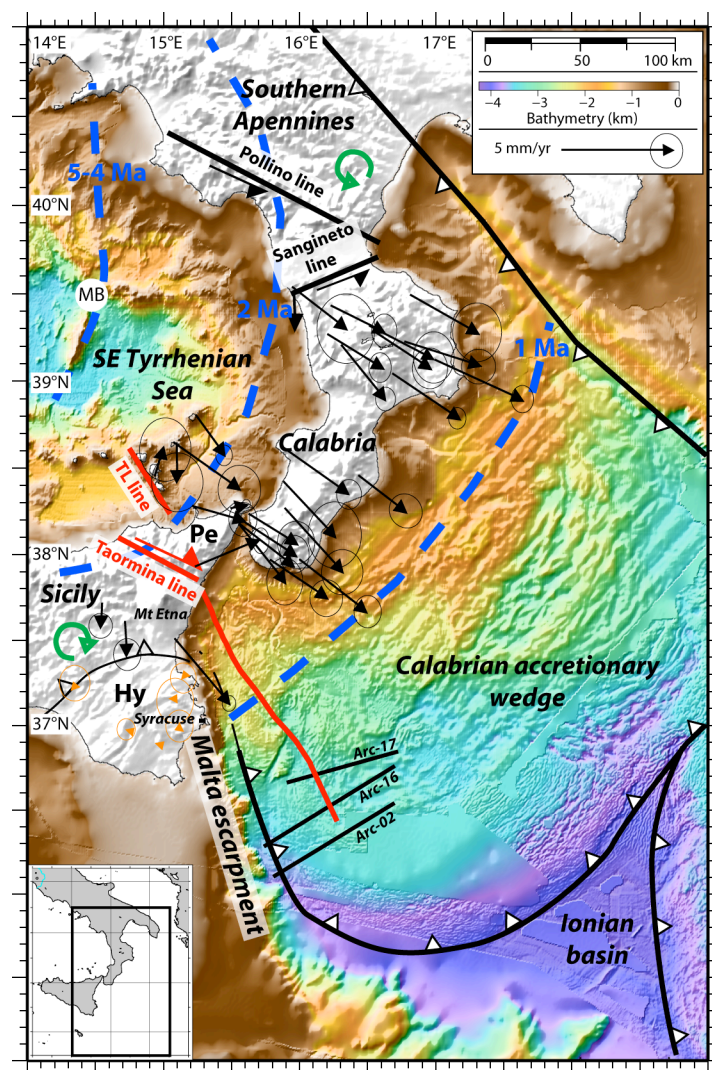 14°E
15°E
16°E
17°E
0
50
100 km
−4
−3
−2
−1
0
Bathymetry (km)
5 mm/yr
Southern
Apennines
Pollino line
5-4 Ma
40°N
Sangineto
line
MB
2 Ma
1 Ma
SE Tyrrhenian
Sea
39°N
Calabria
TL line
Pe
38°N
Taormina line
Sicily
Mt Etna
Calabrian accretionary
wedge
Hy
Syracuse
37°N
Malta escarpment
Arc-17
Arc-16
Arc-02
Ionian
basin